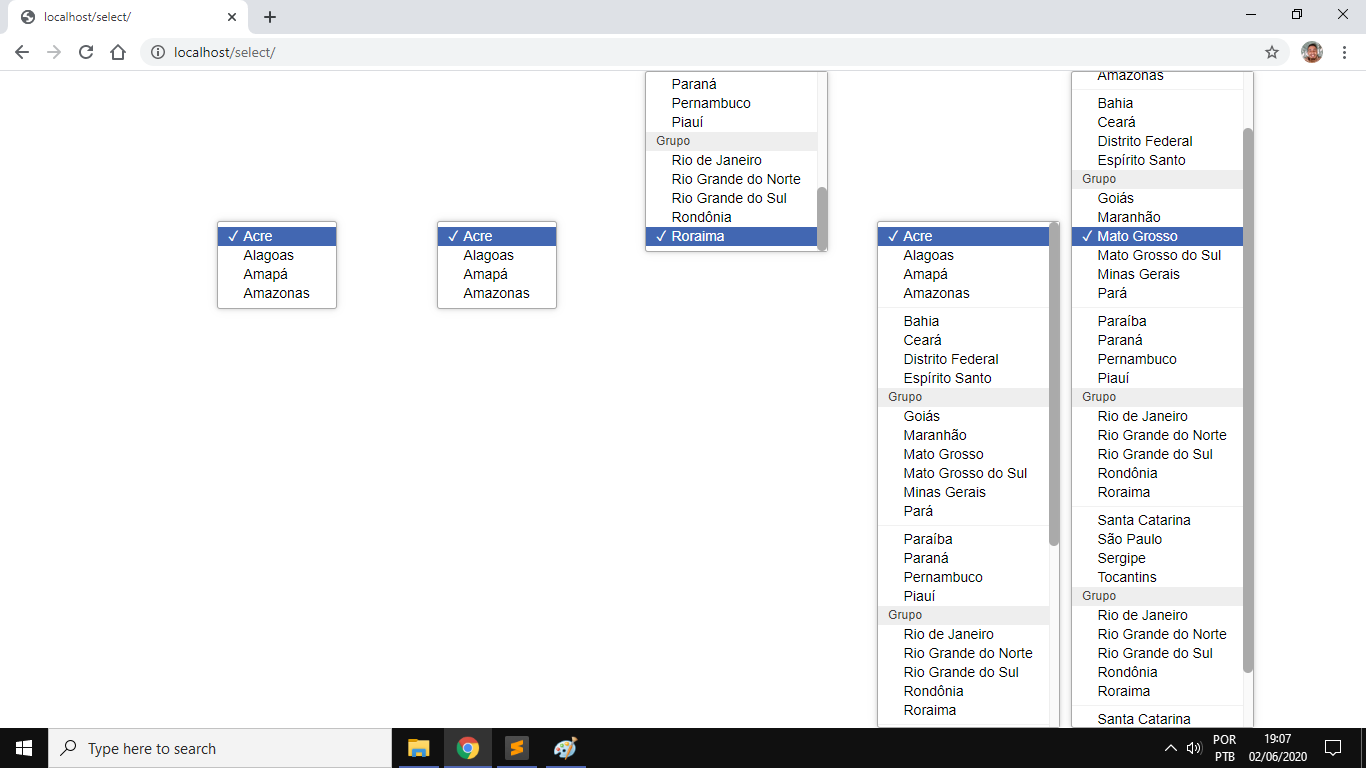 localhost/select/
localhost/select/
Acre
Alagoas
Amapá
Amazonas
Acre
Alagoas
Amapá
Amazonas
Paraná
Pernambuco
Piauí
Grupo
Rio de Janeiro
Rio Grande do Norte
Rio Grande do Sul
Rondônia
Roraima
Acre
Alagoas
Amapá
Amazonas
Bahia
Ceará
Distrito Federal
Espírito Santo
Grupo
Goiás
Maranhão
Mato Grosso
Mato Grosso do Sul
Minas Gerais
Pará
Paraíba
Paraná
Pernambuco
Piauí
Grupo
Rio de Janeiro
Rio Grande do Norte
Rio Grande do Sul
Rondônia
Roraima
Amazonas
Bahia
Ceará
Distrito Federal
Espírito Santo
Grupo
Goiás
Maranhão
Mato Grosso
Mato Grosso do Sul
Minas Gerais
Pará
Paraíba
Paraná
Pernambuco
Piauí
Grupo
Rio de Janeiro
Rio Grande do Norte
Rio Grande do Sul
Rondônia
Roraima
Santa Catarina
São Paulo
Sergipe
Tocantins
Grupo
Rio de Janeiro
Rio Grande do Norte
Rio Grande do Sul
Rondônia
Roraima
Santa Catarina
Type here to search
POR
PTB
19:07
02/06/2020